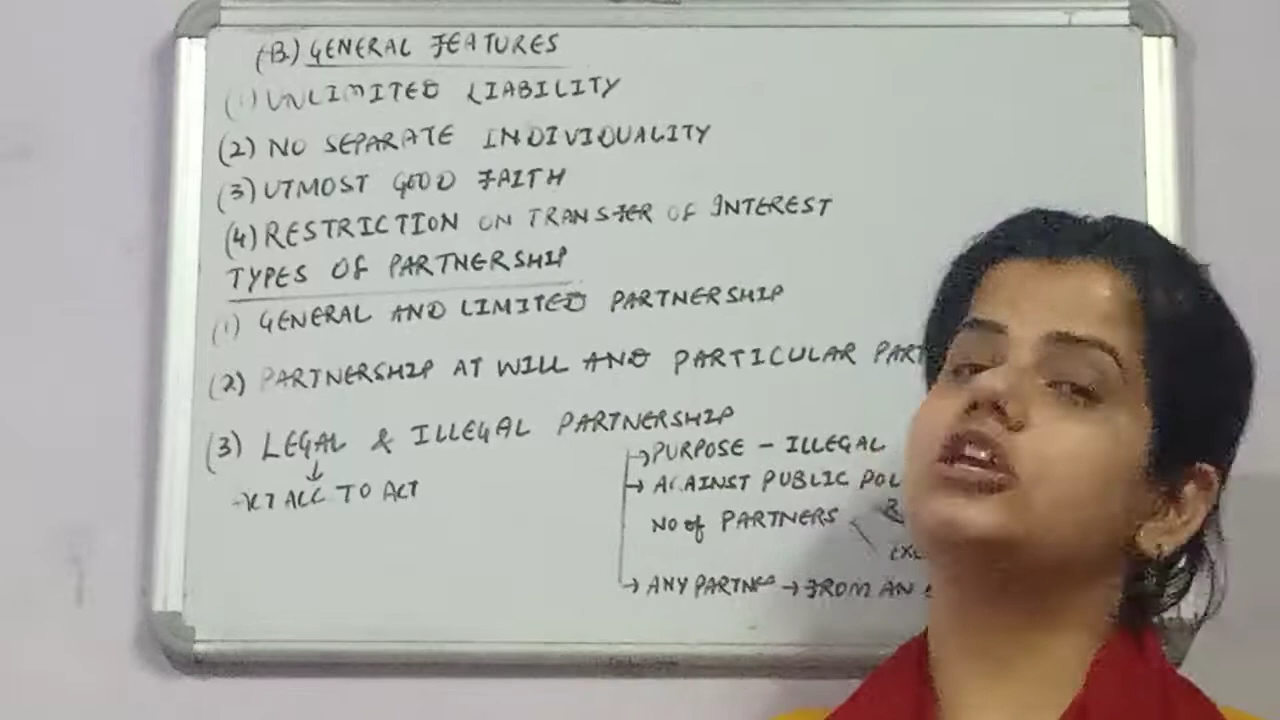 (B.) GENERAL FEATURES
(1) UNLIMITED LIABILITY
(2) NO SEPARATE INDIVIDUALITY
(3) UTMOST GOOD FAITH
(4) RESTRICTION ON TRANSFER OF INTEREST
TYPES OF PARTNERSHIP
(1) GENERAL AND LIMITED PARTNERSHIP
(2) PARTNERSHIP AT WILL AND PARTICULAR PART
(3) LEGAL & ILLEGAL PARTNERSHIP
→ PURPOSE - ILLEGAL
→ AGAINST PUBLIC POL
ACC TO ACT
NO of PARTNERS
→ ANY PARTNER → FROM AN